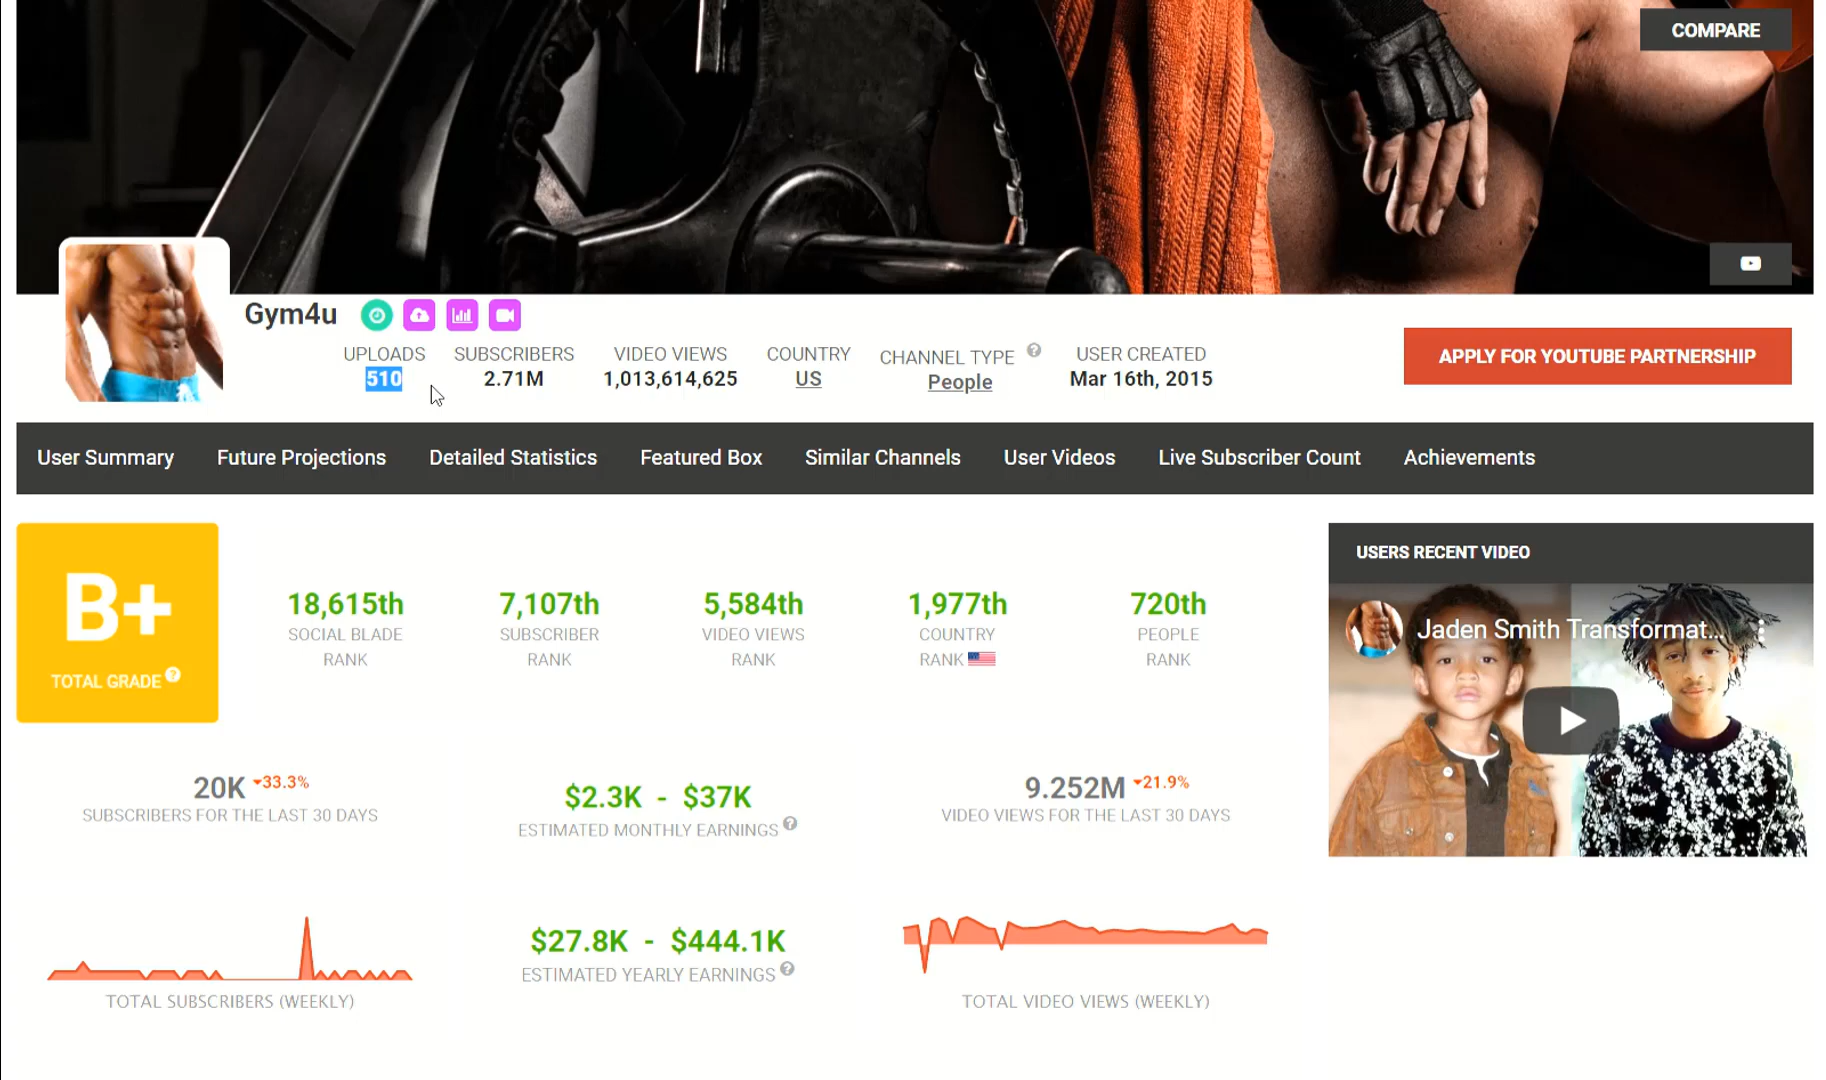 COMPARE
Gym4u
UPLOADS
510
SUBSCRIBERS
2.71M
VIDEO VIEWS
1,013,614,625
COUNTRY
US
CHANNEL TYPE ?
People
USER CREATED
Mar 16th, 2015
APPLY FOR YOUTUBE PARTNERSHIP
User Summary
Future Projections
Detailed Statistics
Featured Box
Similar Channels
User Videos
Live Subscriber Count
Achievements
B+
TOTAL GRADE ?
18,615th
SOCIAL BLADE
RANK
7,107th
SUBSCRIBER
RANK
5,584th
VIDEO VIEWS
RANK
1,977th
COUNTRY
RANK
720th
PEOPLE
RANK
USERS RECENT VIDEO
Jaden Smith Transformat...
20K -33.3%
SUBSCRIBERS FOR THE LAST 30 DAYS
$2.3K - $37K
ESTIMATED MONTHLY EARNINGS ?
9.252M -21.9%
VIDEO VIEWS FOR THE LAST 30 DAYS
TOTAL SUBSCRIBERS (WEEKLY)
$27.8K - $444.1K
ESTIMATED YEARLY EARNINGS ?
TOTAL VIDEO VIEWS (WEEKLY)